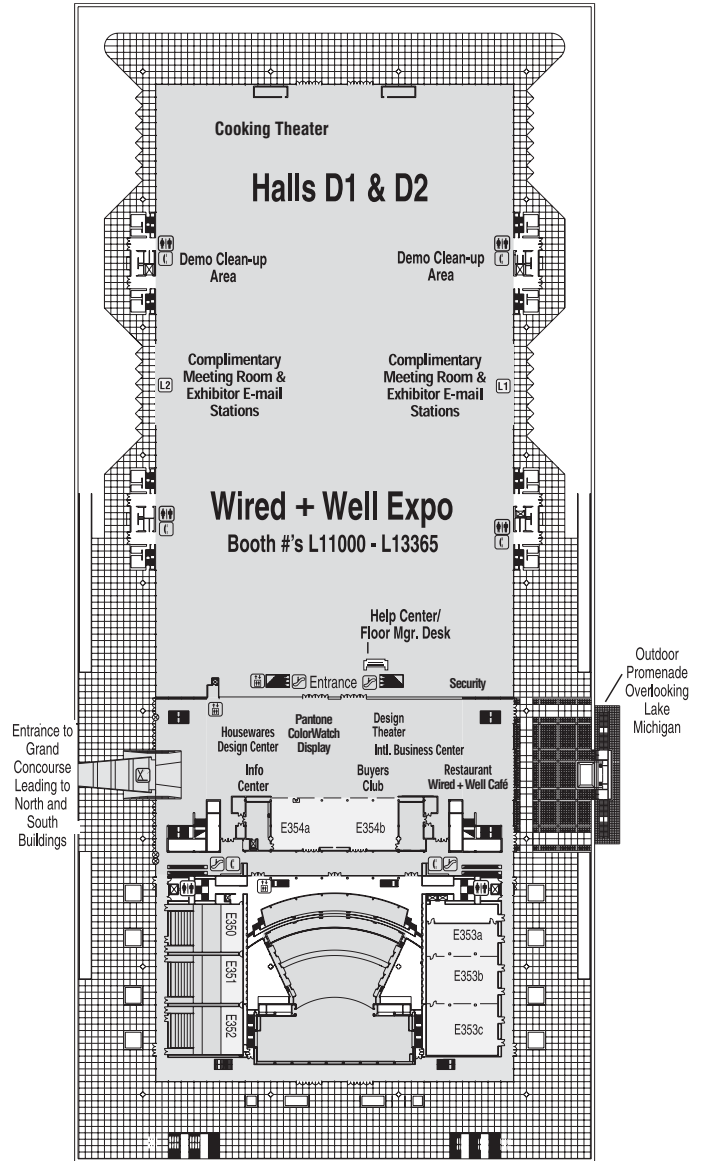 Cooking Theater
Halls D1 & D2
Demo Clean-up
Area
Demo Clean-up
Area
Complimentary
Meeting Room &
Exhibitor E-mail
Stations
L2
Complimentary
Meeting Room &
Exhibitor E-mail
Stations
L1
Wired + Well Expo
Booth #'s L11000 - L13365
Help Center/
Floor Mgr. Desk
Entrance
Security
Outdoor
Promenade
Overlooking
Lake
Michigan
Entrance to
Grand
Concourse
Leading to
North and
South
Buildings
Housewares
Design Center
Pantone
ColorWatch
Display
Design
Theater
Intl. Business Center
Info
Center
Buyers
Club
Restaurant
Wired + Well Café
E354a
E354b
E350
E351
E352
E353a
E353b
E353c